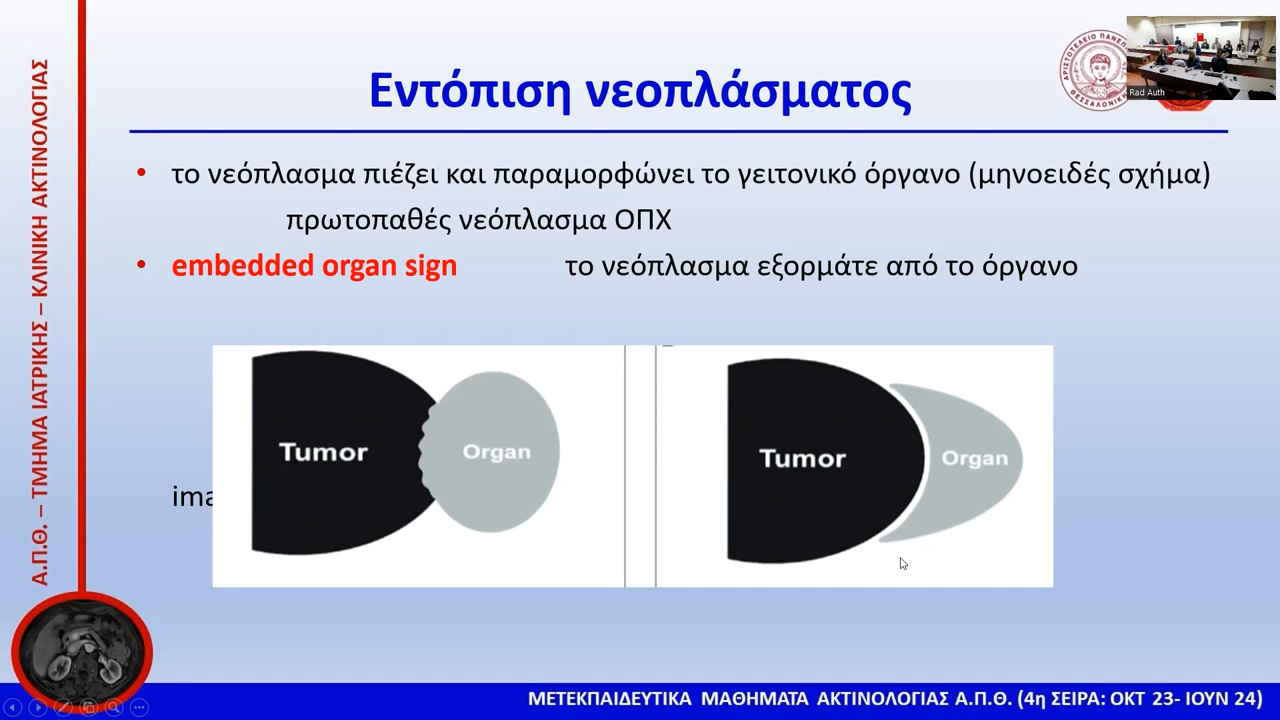 Εντόπιση νεοπλάσματος
Rad Auth
• το νεόπλασμα πιέζει και παραμορφώνει το γειτονικό όργανο (μηνοειδές σχήμα)
πρωτοπαθές νεόπλασμα ΟΠΧ
• embedded organ sign το νεόπλασμα εξορμάτε από το όργανο
Tumor
Organ
Tumor
Organ
ima
Α.Π.Θ. – ΤΜΗΜΑ ΙΑΤΡΙΚΗΣ – ΚΛΙΝΙΚΗ ΑΚΤΙΝΟΛΟΓΙΑΣ
ΜΕΤΕΚΠΑΙΔΕΥΤΙΚΑ ΜΑΘΗΜΑΤΑ ΑΚΤΙΝΟΛΟΓΙΑΣ Α.Π.Θ. (4η ΣΕΙΡΑ: ΟΚΤ 23- ΙΟΥΝ 24)